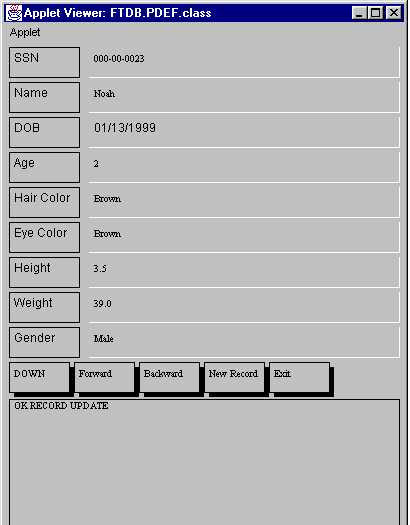 Applet Viewer: FTDB.PDEF.class
Applet
SSN 000-00-0023
Name Noah
DOB 01/13/1999
Age 2
Hair Color Brown
Eye Color Brown
Height 3.5
Weight 39.0
Gender Male
DOWN Forward Backward New Record Exit
OK RECORD UPDATE